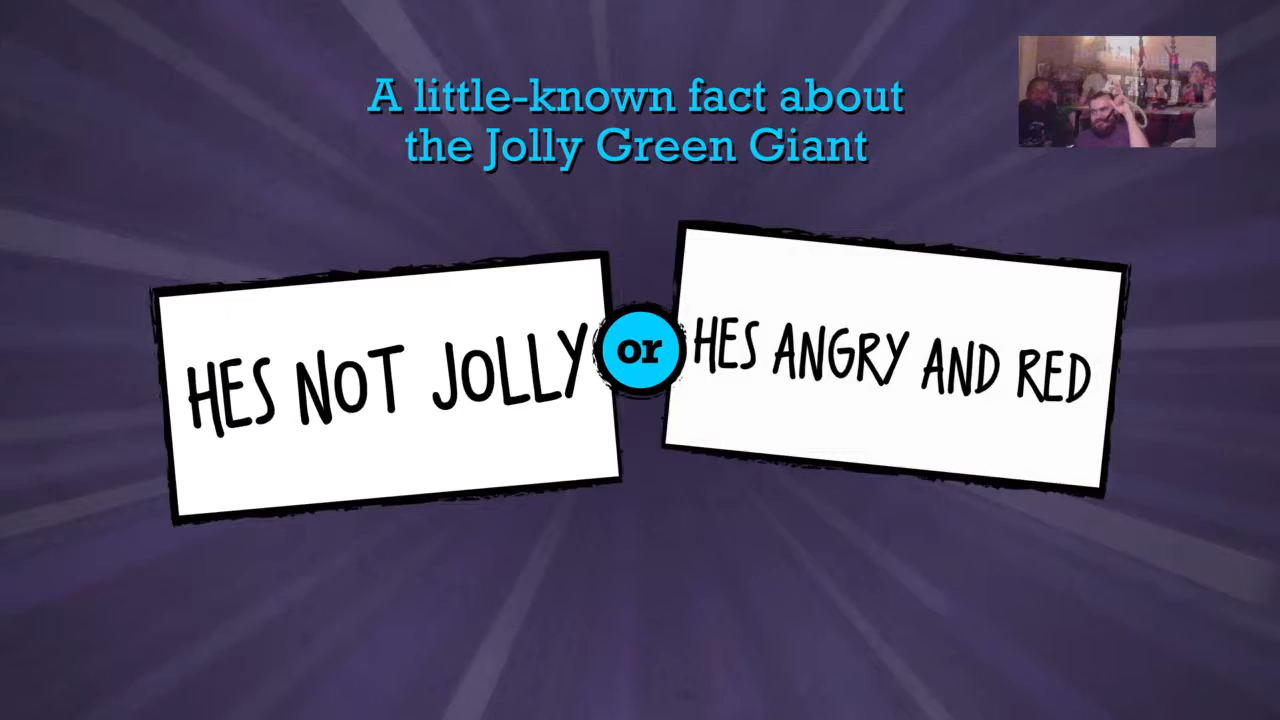 A little-known fact about
the Jolly Green Giant
HES NOT JOLLY
or
HES ANGRY AND RED